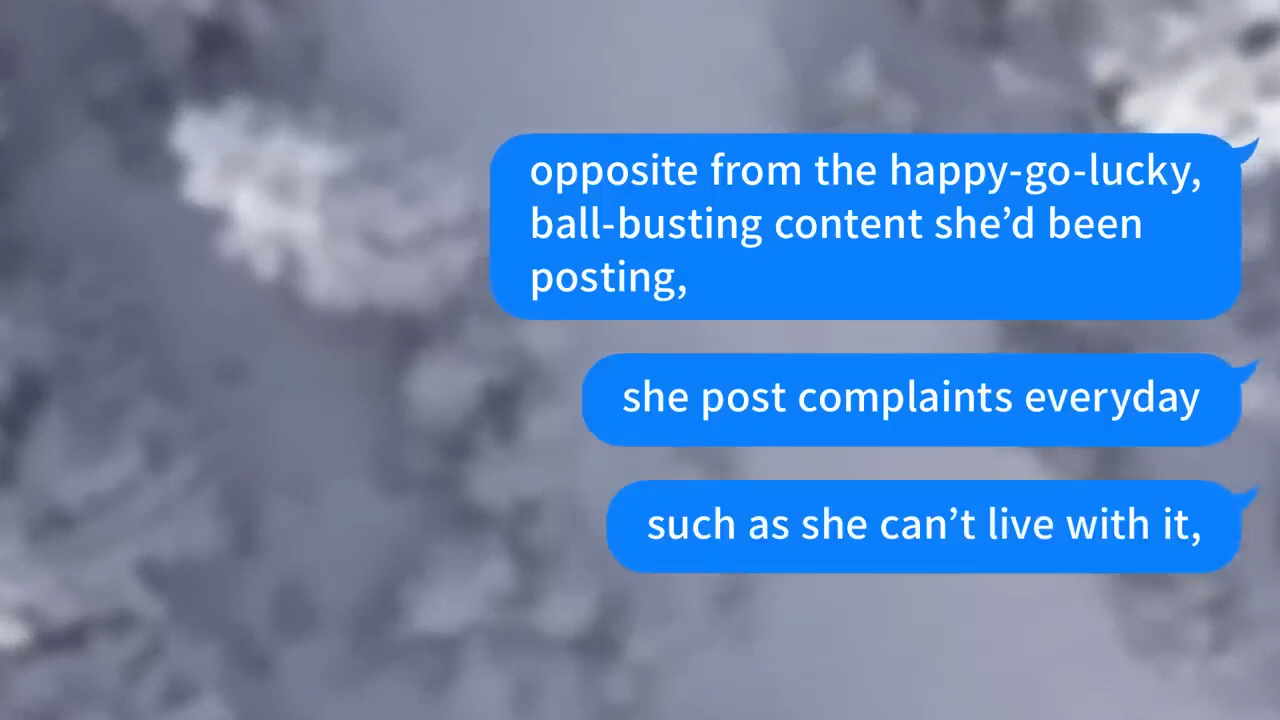 opposite from the happy-go-lucky,
ball-busting content she’d been
posting,
she post complaints everyday
such as she can’t live with it,